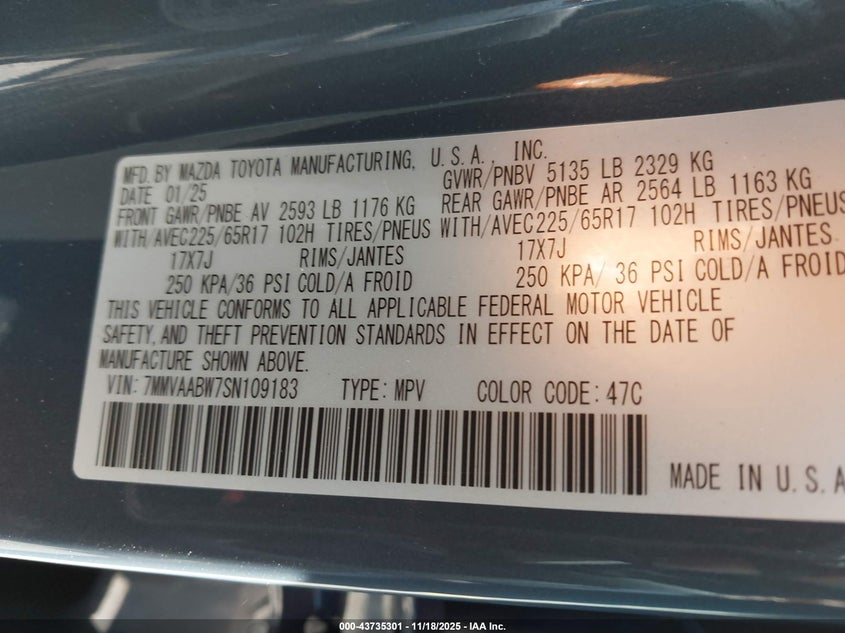 MFD. BY MAZDA TOYOTA MANUFACTURING, U.S.A., INC.
DATE 01/25 GVWR/PNBV 5135 LB 2329 KG
FRONT GAWR/PNBE AV 2593 LB 1176 KG REAR GAWR/PNBE AR 2564 LB 1163 KG
WITH/AVEC225/65R17 102H TIRES/PNEUS WITH/AVEC225/65R17 102H TIRES/PNEUS
17X7J RIMS/JANTES 17X7J RIMS/JANTES
250 KPA/36 PSI COLD/A FROID 250 KPA/ 36 PSI COLD/A FROID
THIS VEHICLE CONFORMS TO ALL APPLICABLE FEDERAL MOTOR VEHICLE
SAFETY, AND THEFT PREVENTION STANDARDS IN EFFECT ON THE DATE OF
MANUFACTURE SHOWN ABOVE.
VIN: 7MMVAABW7SN109183 TYPE: MPV COLOR CODE: 47C
MADE IN U.S.A
000-43735301 - 11/18/2025 - IAA Inc.